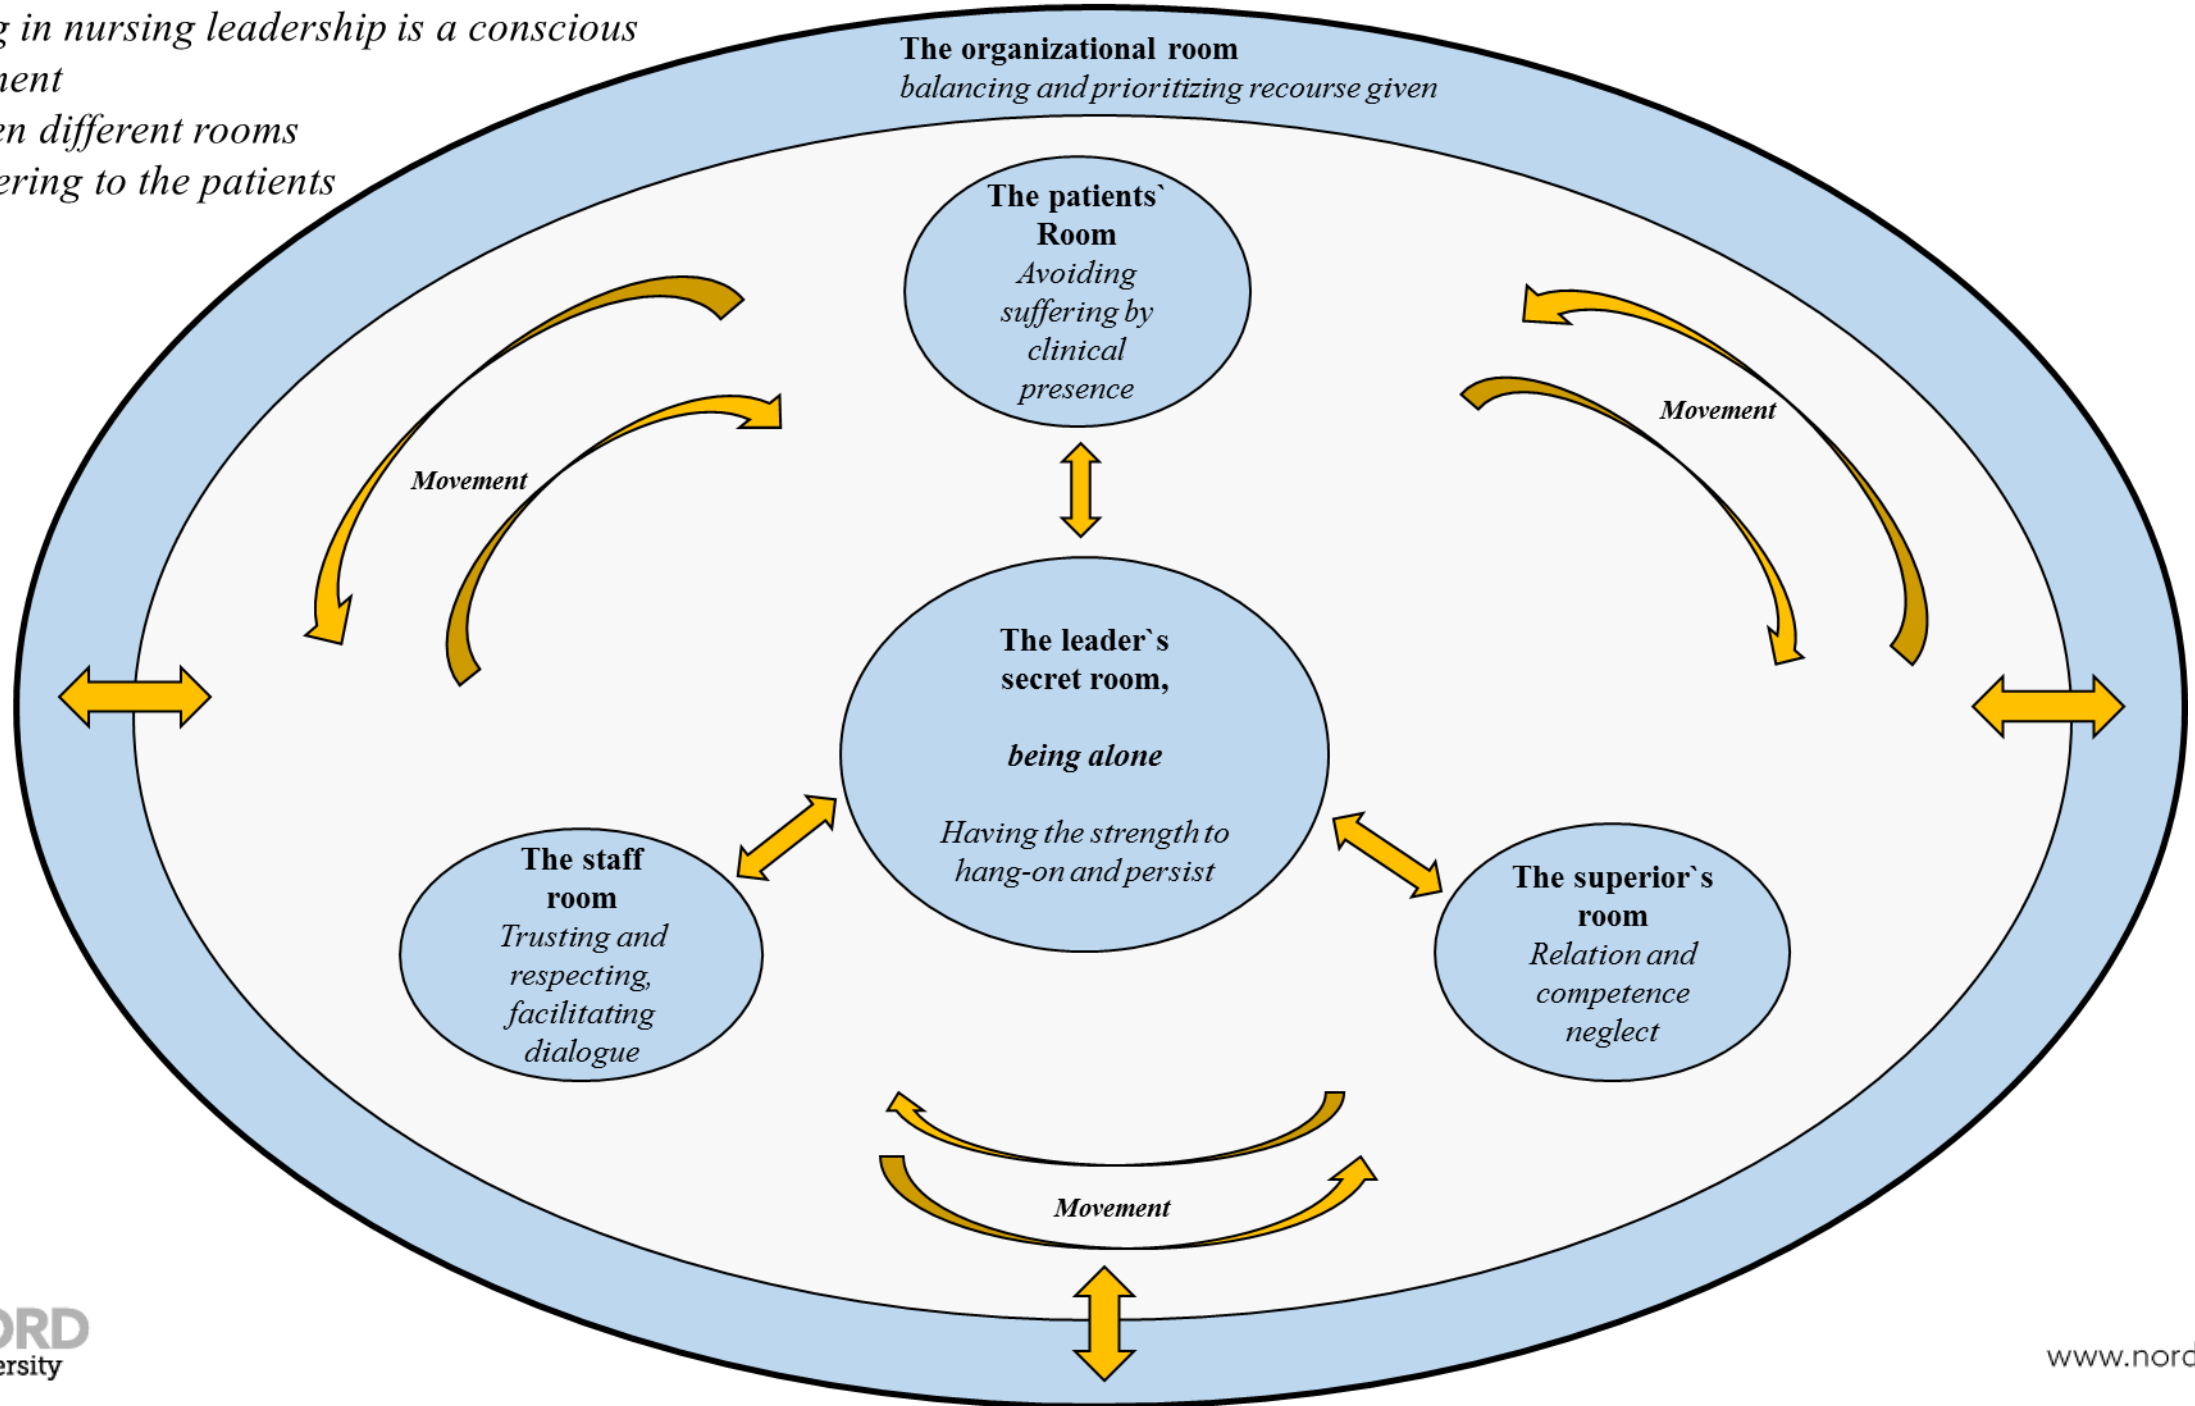 g in nursing leadership is a conscious
nent
en different rooms
ering to the patients
The organizational room
balancing and prioritizing recourse given
The patients`
Room
Avoiding
suffering by
clinical
presence
Movement
Movement
The leader`s
secret room,
being alone
Having the strength to
hang-on and persist
The staff
room
Trusting and
respecting,
facilitating
dialogue
The superior`s
room
Relation and
competence
neglect
Movement
ORD
ersity
www.nord